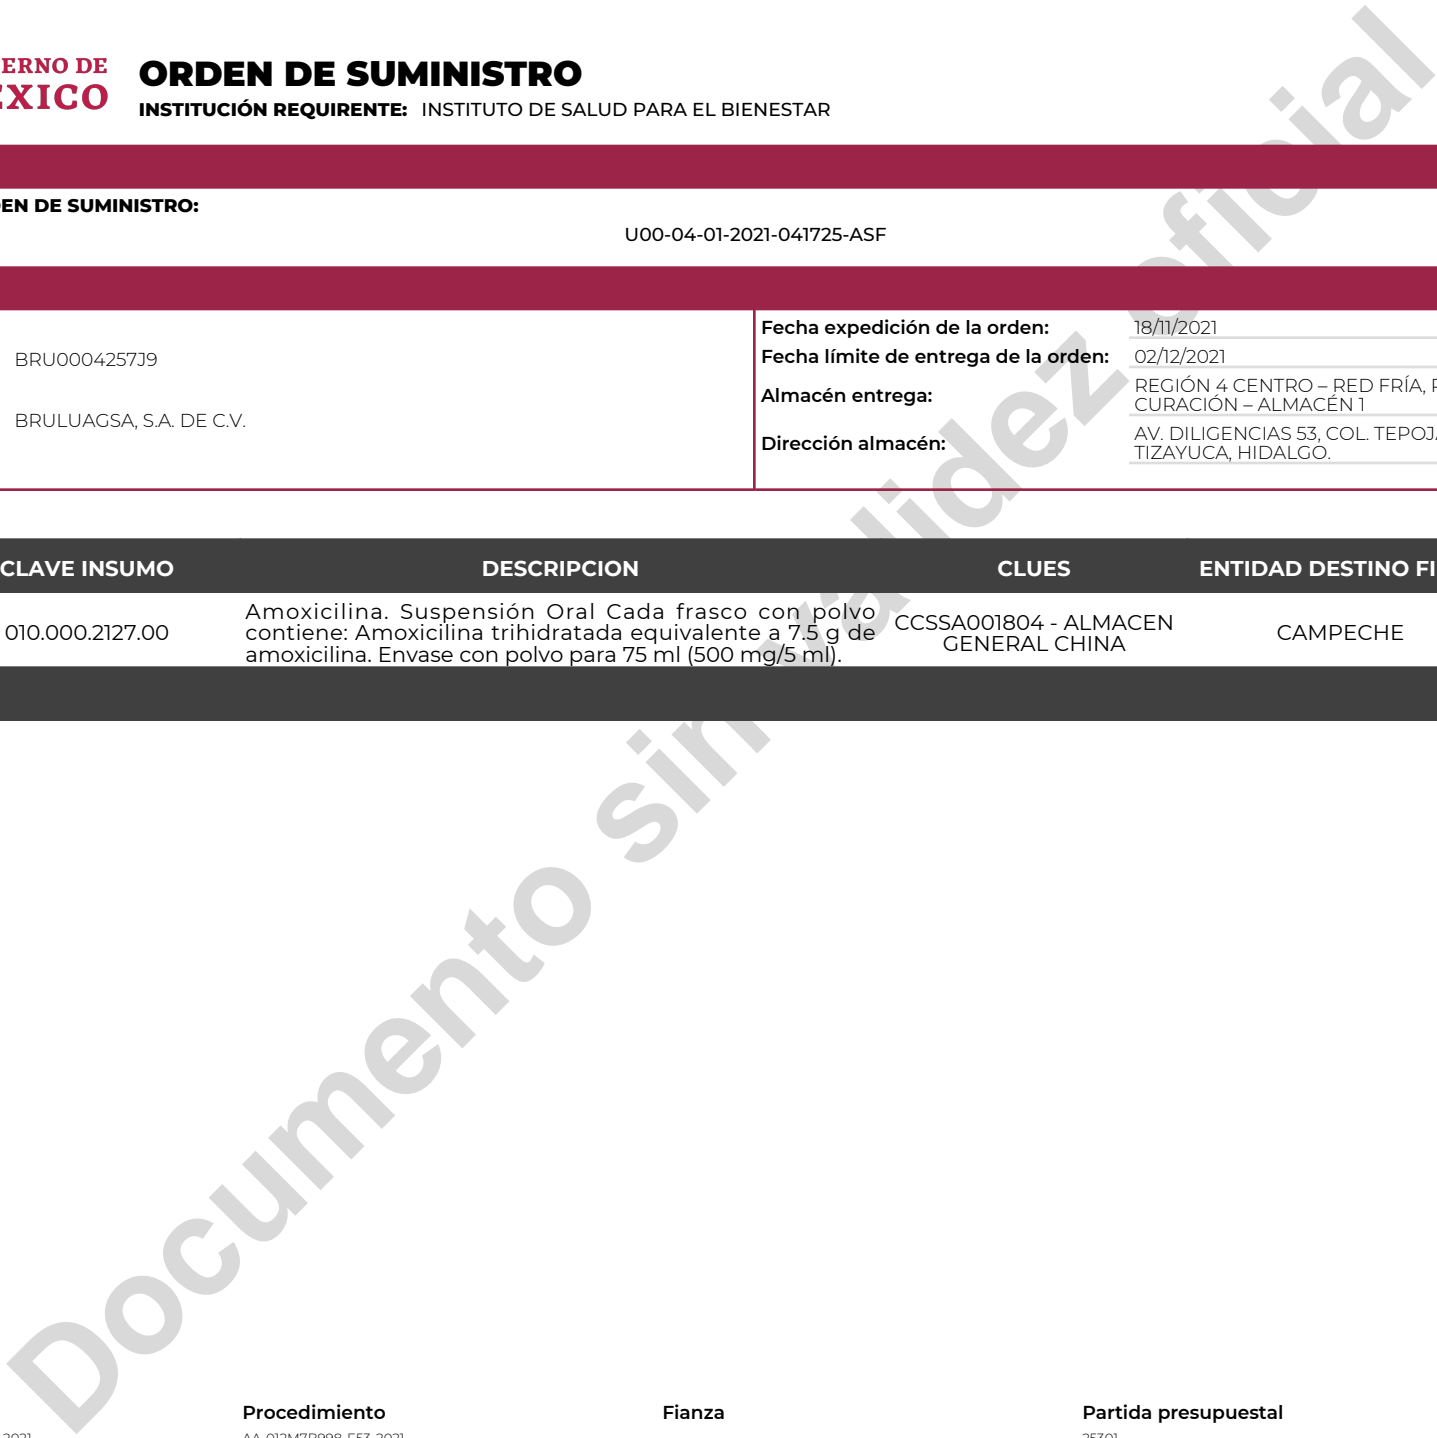 ERNO DE
ÉXICO
ORDEN DE SUMINISTRO
INSTITUCIÓN REQUIRENTE: INSTITUTO DE SALUD PARA EL BIENESTAR
EN DE SUMINISTRO:
U00-04-01-2021-041725-ASF
BRU0004257J9
BRULUAGSA, S.A. DE C.V.
Fecha expedición de la orden: 18/11/2021
Fecha límite de entrega de la orden: 02/12/2021
Almacén entrega: REGIÓN 4 CENTRO – RED FRÍA,
CURACIÓN – ALMACÉN 1
Dirección almacén: AV. DILIGENCIAS 53, COL. TEPOJ
TIZAYUCA, HIDALGO.
CLAVE INSUMO DESCRIPCION CLUES ENTIDAD DESTINO FI
010.000.2127.00
Amoxicilina. Suspensión Oral Cada frasco con polvo
contiene: Amoxicilina trihidratada equivalente a 7.5 g de
amoxicilina. Envase con polvo para 75 ml (500 mg/5 ml).
CCSSA001804 - ALMACEN
GENERAL CHINA
CAMPECHE
Documento sin validez oficial
Procedimiento Fianza Partida presupuestal